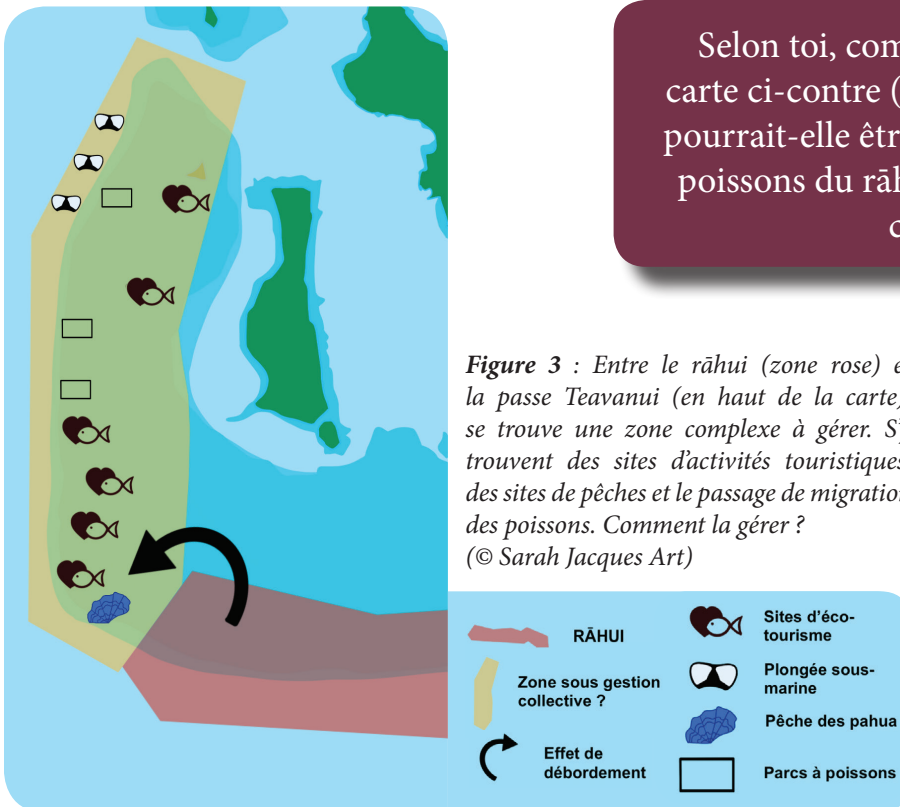 Selon toi,
carte ci-contre (
pourrait-elle
poissons du
Figure 3 : Entre le rāhui (zone rose)
la passe Teavanui (en haut de la carte)
se trouve une zone complexe à gérer.
trouvent des sites d'activités touristiques
des sites de pêches et le passage de migration
des poissons. Comment la gérer ?
(© Sarah Jacques Art)
RĀHUI
Zone sous gestion
collective ?
Effet de
débordement
Sites d'éco-
tourisme
Plongée sous-
marine
Pêche des pahua
Parcs à poissons